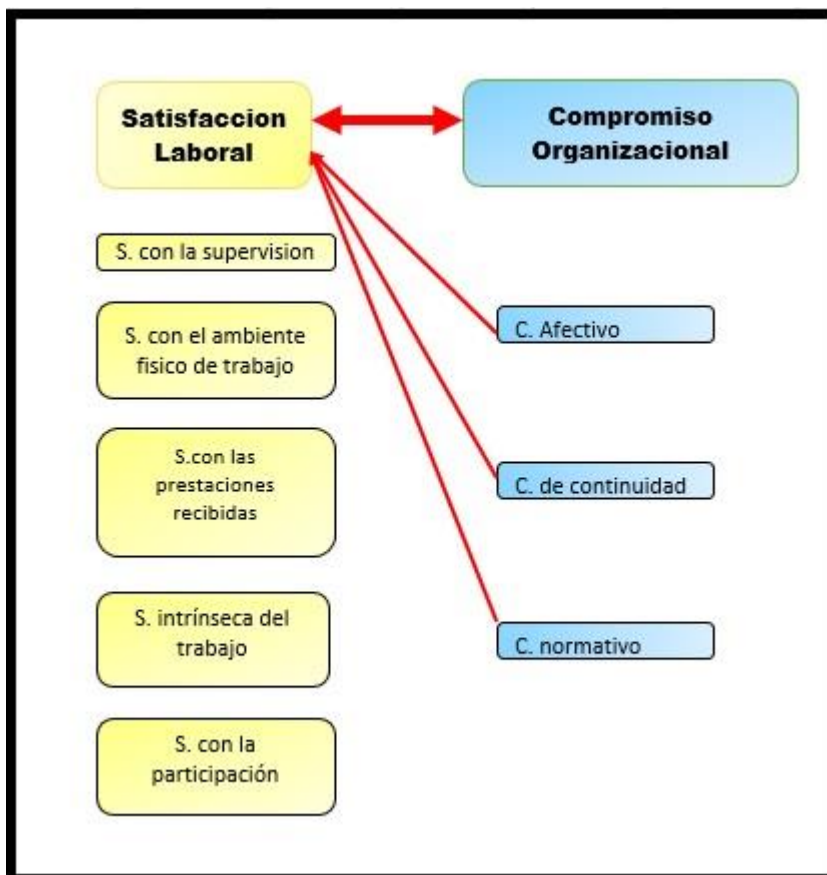 Satisfaccion
Laboral
Compromiso
Organizacional
S. con la supervision
S. con el ambiente
fisico de trabajo
S.con las
prestaciones
recibidas
S. intrínseca del
trabajo
S. con la
participación
C. Afectivo
C. de continuidad
C. normativo